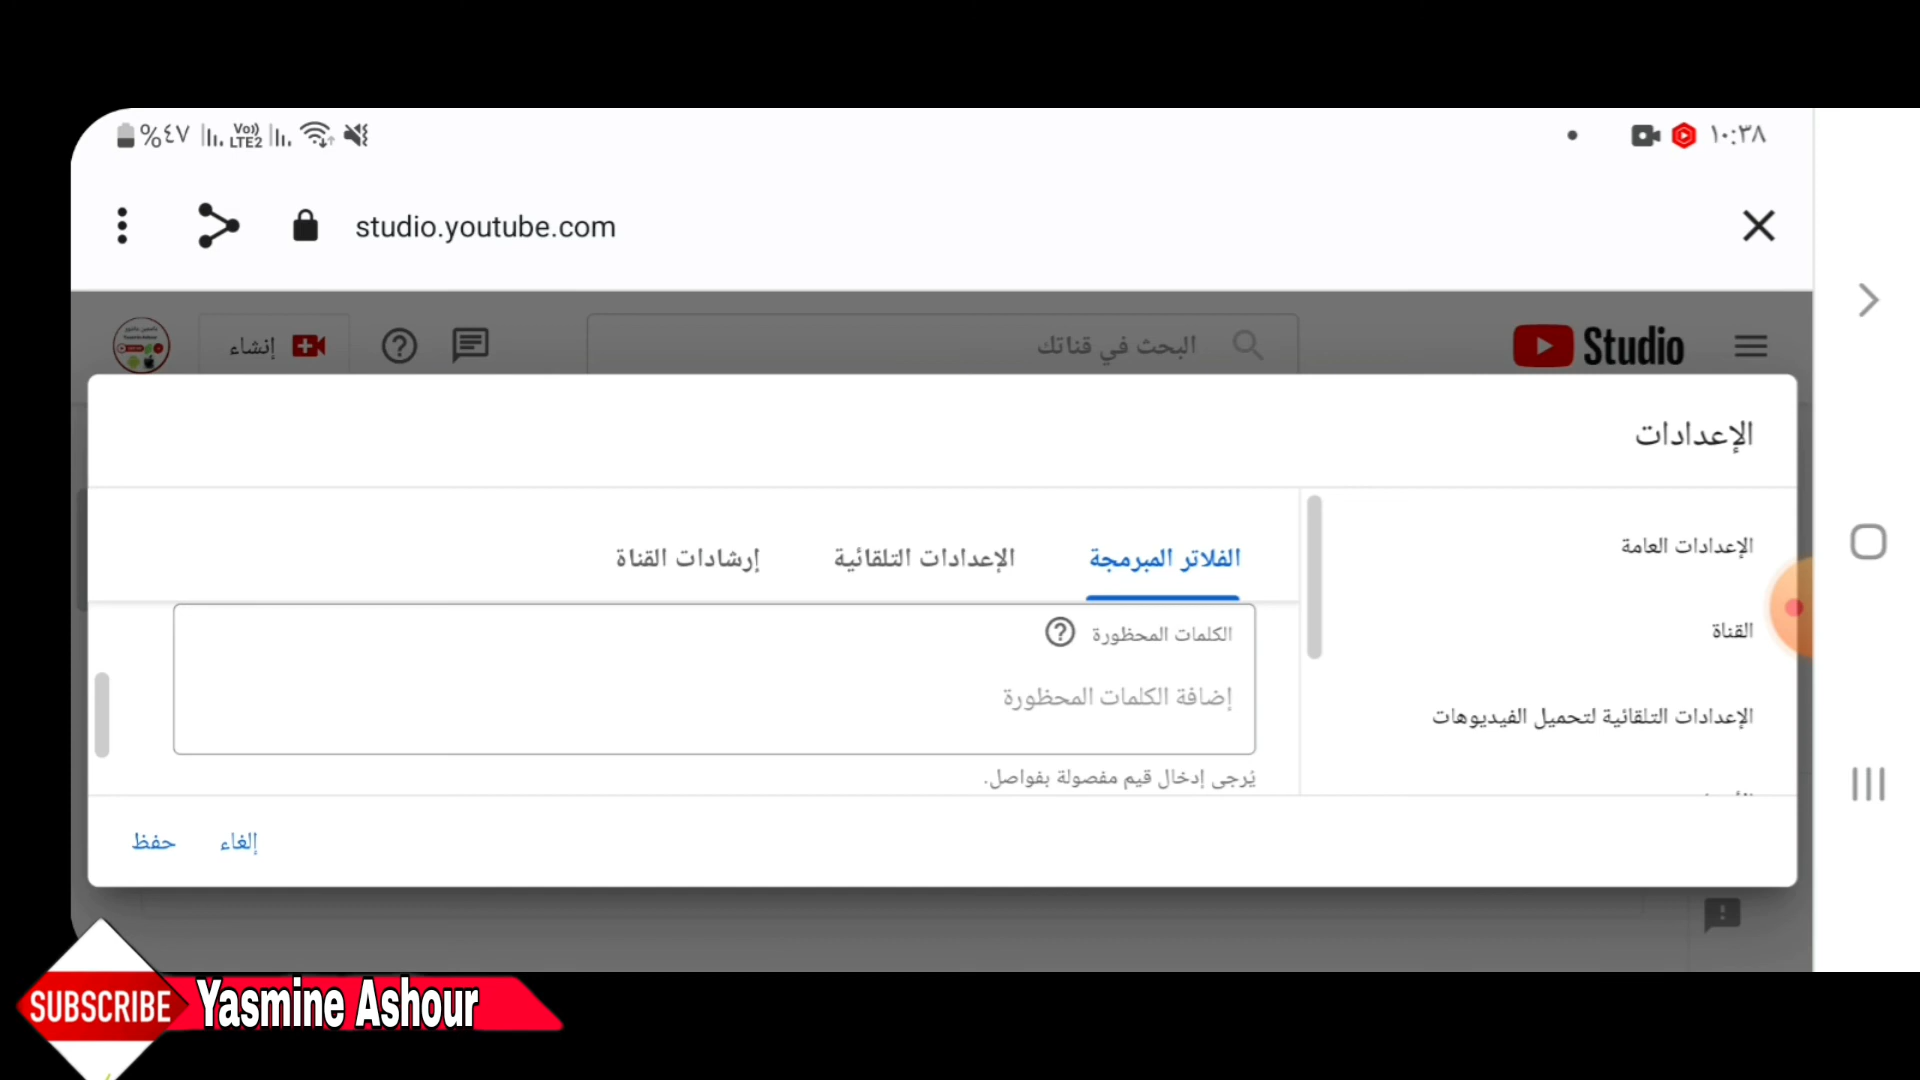 %٤٧ Vo)) LTE2
١٠:٣٨
studio.youtube.com
Studio
البحث في قناتك
إنشاء
الإعدادات
الإعدادات العامة
القناة
الإعدادات التلقائية لتحميل الفيديوهات
الفلاتر المبرمجة
الإعدادات التلقائية
إرشادات القناة
الكلمات المحظورة
إضافة الكلمات المحظورة
يُرجى إدخال قيم مفصولة بفواصل.
إلغاء
حفظ
SUBSCRIBE
Yasmine Ashour